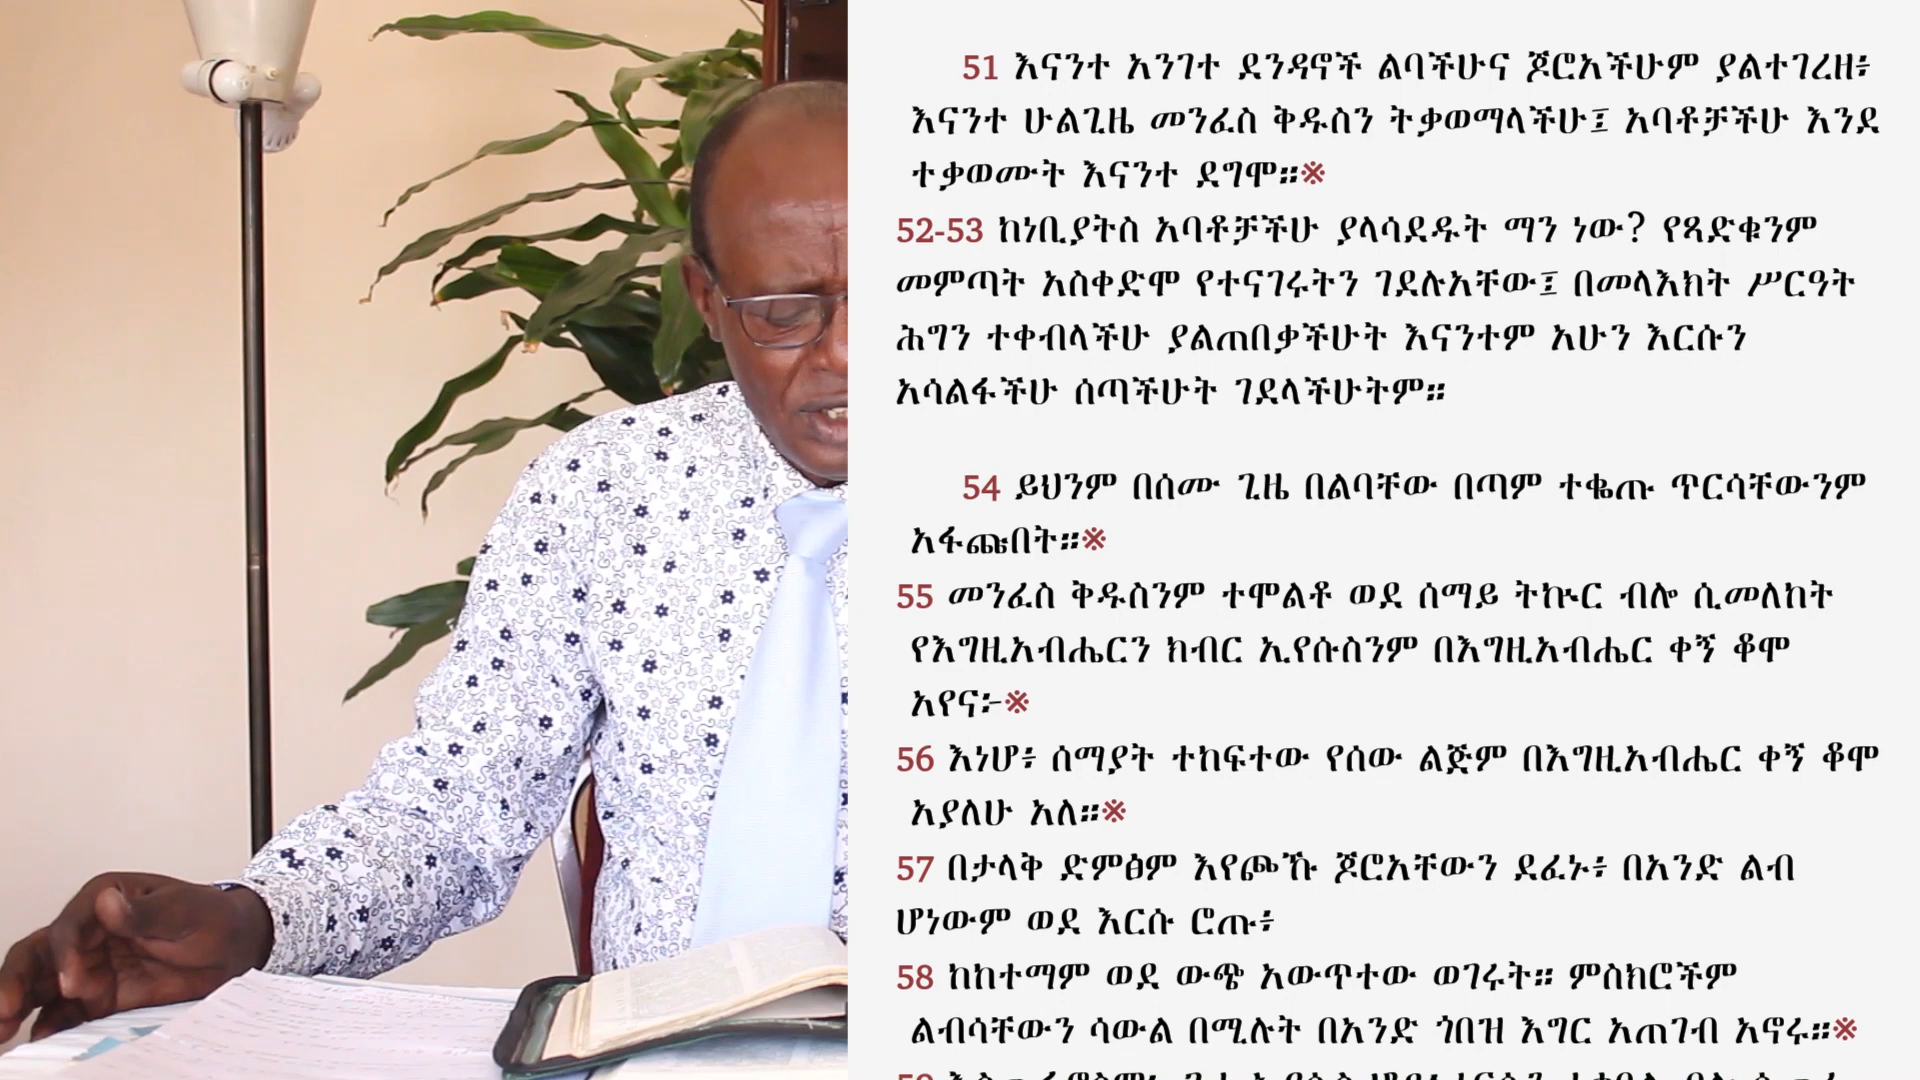 51 እናንተ አንገተ ደንዳኖች ልባችሁና ጆሮአችሁም ያልተገረዘ፥
እናንተ ሁልጊዜ መንፈስ ቅዱስን ትቃወማላችሁ፤ አባቶቻችሁ እንደ
ተቃወሙት እናንተ ደግሞ።※
52-53 ከነቢያትስ አባቶቻችሁ ያላሳደዱት ማን ነው? የጻድቁንም
መምጣት አስቀድሞ የተናገሩትን ገደሉአቸው፤ በመላእክት ሥርዓት
ሕግን ተቀብላችሁ ያልጠበቃችሁት እናንተም አሁን እርሱን
አሳልፋችሁ ሰጣችሁት ገደላችሁትም።
54 ይህንም በሰሙ ጊዜ በልባቸው በጣም ተቈጡ ጥርሳቸውንም
አፋጩበት።※
55 መንፈስ ቅዱስንም ተሞልቶ ወደ ሰማይ ትኵር ብሎ ሲመለከት
የእግዚአብሔርን ክብር ኢየሱስንም በእግዚአብሔር ቀኝ ቆሞ
አየና፦※
56 እነሆ፥ ሰማያት ተከፍተው የሰው ልጅም በእግዚአብሔር ቀኝ ቆሞ
አያለሁ አለ።※
57 በታላቅ ድምፅም እየጮኹ ጆሮአቸውን ደፈኑ፥ በአንድ ልብ
ሆነውም ወደ እርሱ ሮጡ፥
58 ከከተማም ወደ ውጭ አውጥተው ወገሩት። ምስክሮችም
ልብሳቸውን ሳውል በሚሉት በአንድ ጎበዝ እግር አጠገብ አኖሩ።※